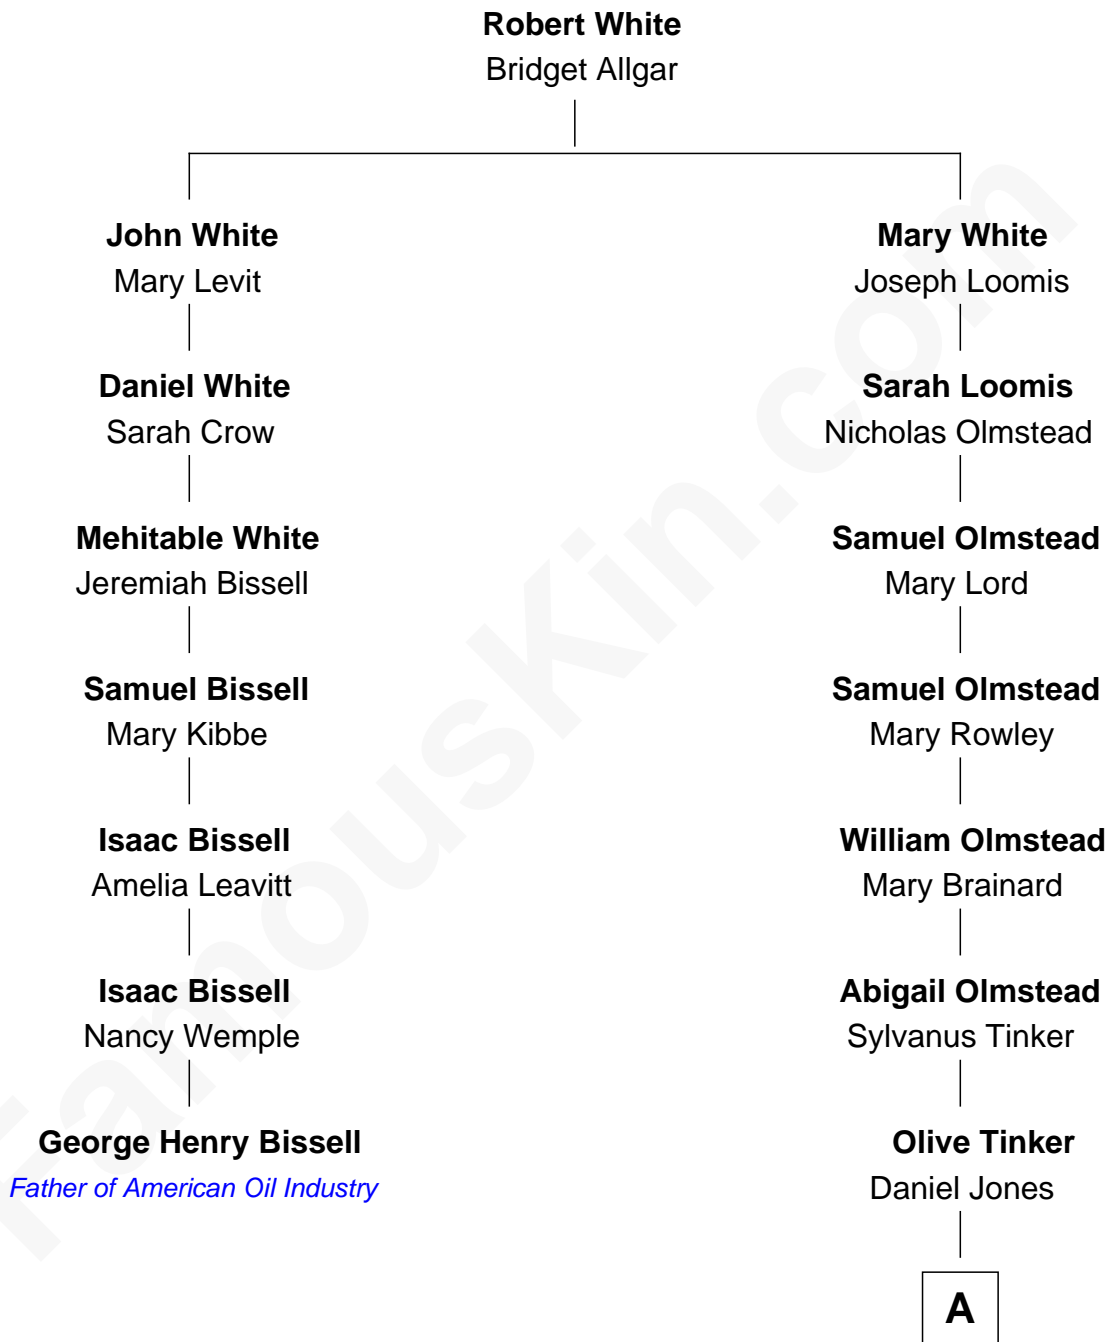 Robert White
Bridget Allgar
John White
Mary Levit
Daniel White
Sarah Crow
Mehitable White
Jeremiah Bissell
Samuel Bissell
Mary Kibbe
Isaac Bissell
Amelia Leavitt
Isaac Bissell
Nancy Wemple
George Henry Bissell
Father of American Oil Industry
Mary White
Joseph Loomis
Sarah Loomis
Nicholas Olmstead
Samuel Olmstead
Mary Lord
Samuel Olmstead
Mary Rowley
William Olmstead
Mary Brainard
Abigail Olmstead
Sylvanus Tinker
Olive Tinker
Daniel Jones
A
FamousKin.com